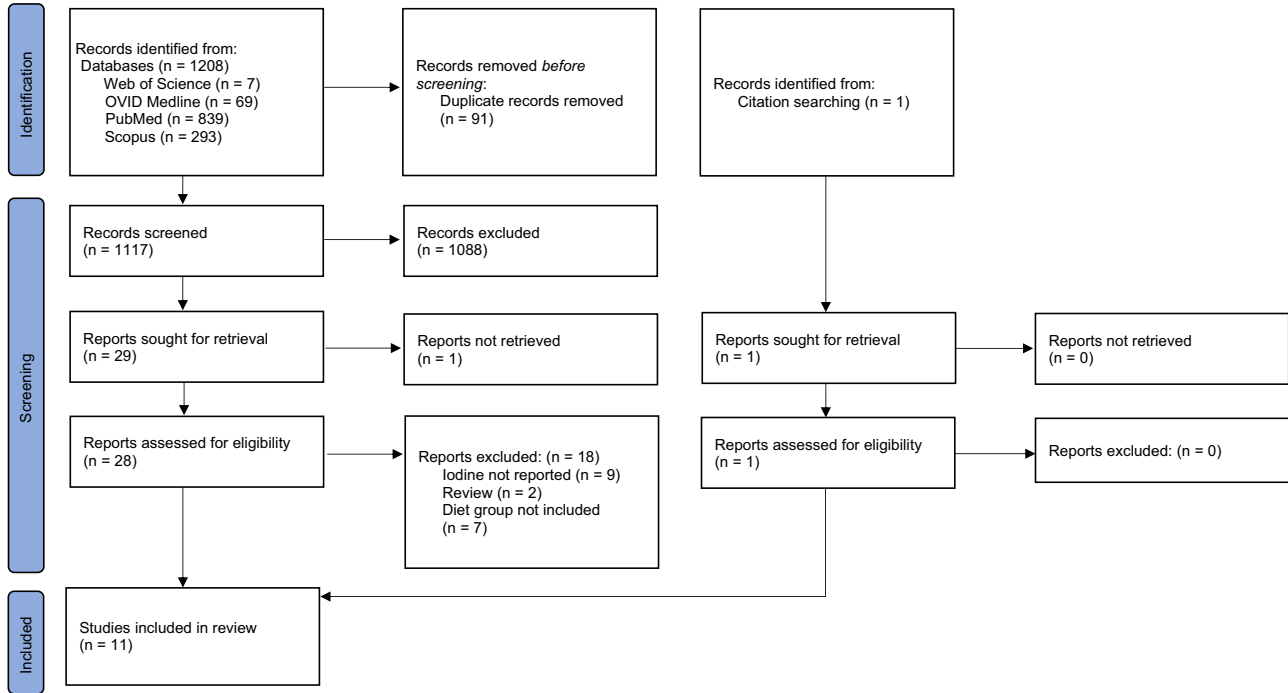 Identification
Records identified from:
Databases (n = 1208)
Web of Science (n = 7)
OVID Medline (n = 69)
PubMed (n = 839)
Scopus (n = 293)
Records removed before
screening:
Duplicate records removed
(n = 91)
Records identified from:
Citation searching (n = 1)
Screening
Records screened
(n = 1117)
Records excluded
(n = 1088)
Reports sought for retrieval
(n = 29)
Reports not retrieved
(n = 1)
Reports sought for retrieval
(n = 1)
Reports not retrieved
(n = 0)
Reports assessed for eligibility
(n = 28)
Reports excluded: (n = 18)
Iodine not reported (n = 9)
Review (n = 2)
Diet group not included
(n = 7)
Reports assessed for eligibility
(n = 1)
Reports excluded: (n = 0)
Included
Studies included in review
(n = 11)